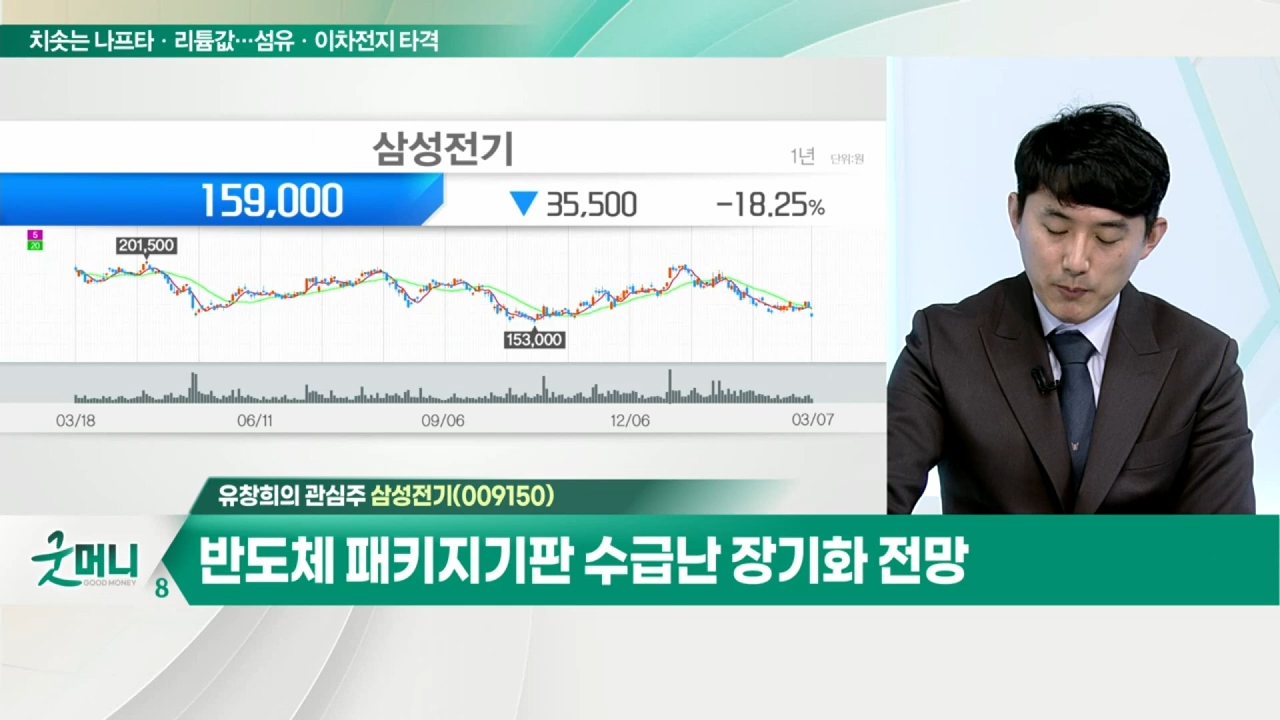 치솟는 나프타·리튬값…섬유·이차전지 타격
삼성전기
1년 단위:원
159,000 ▼ 35,500 -18.25%
5
20
201,500
153,000
03/18 06/11 09/06 12/06 03/07
유창희의 관심주 삼성전기(009150)
굿머니
GOOD MONEY
8
반도체 패키지기판 수급난 장기화 전망